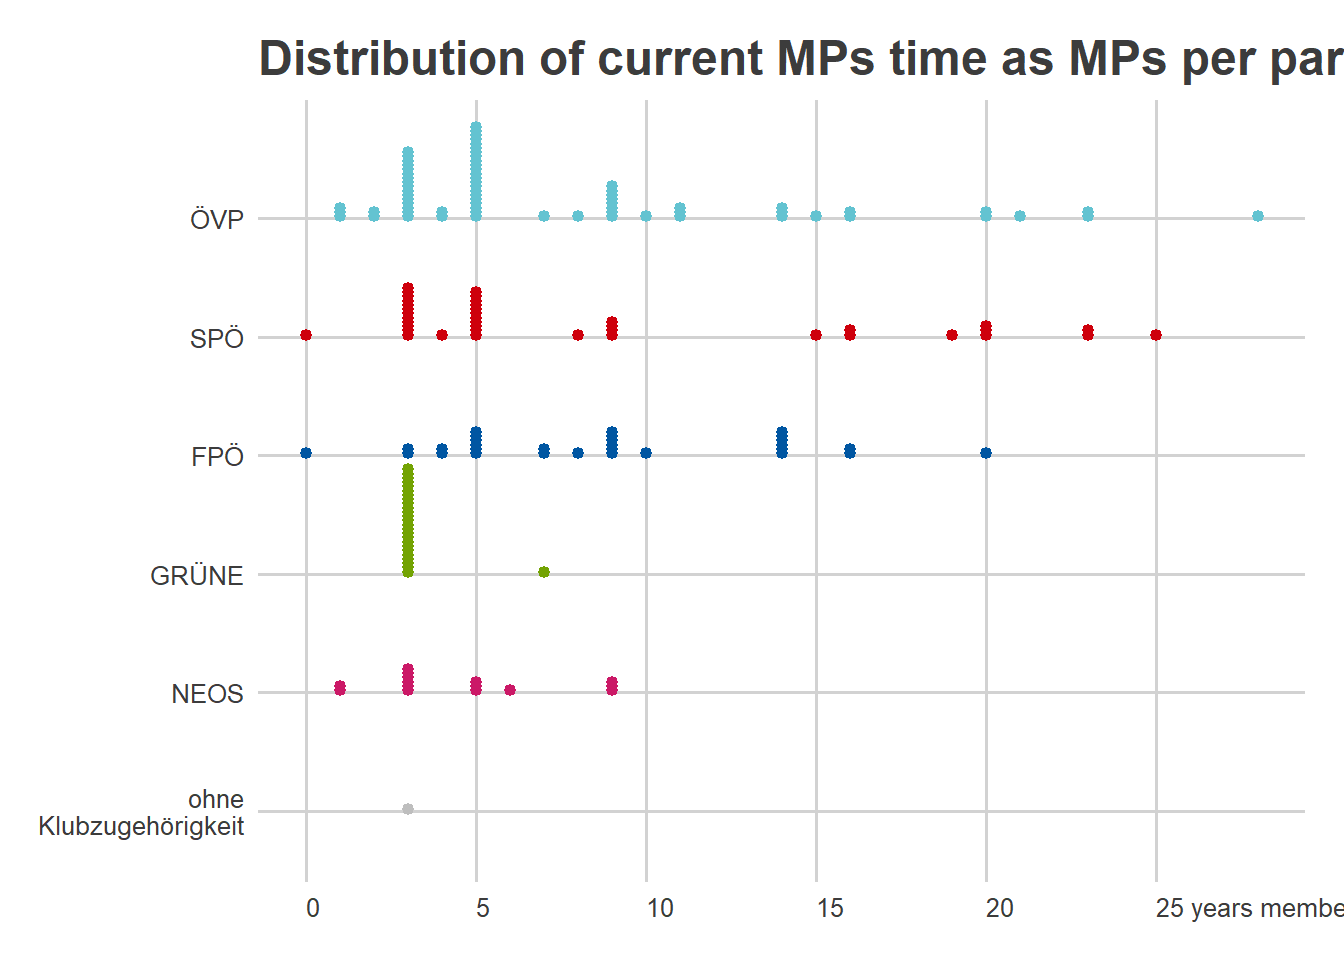 Distribution of current MPs time as MPs per par
ÖVP
SPÖ
FPÖ
GRÜNE
NEOS
ohne
Klubzugehörigkeit
0 5 10 15 20 25 years membe